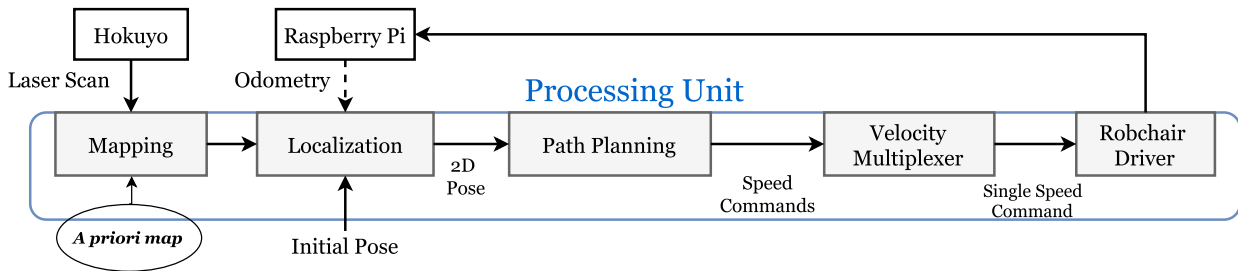 Hokuyo
Raspberry Pi
Laser Scan
Odometry
Processing Unit
Mapping
Localization
Path Planning
Velocity
Multiplexer
Robchair
Driver
2D
Pose
Speed
Commands
Single Speed
Command
A priori map
Initial Pose